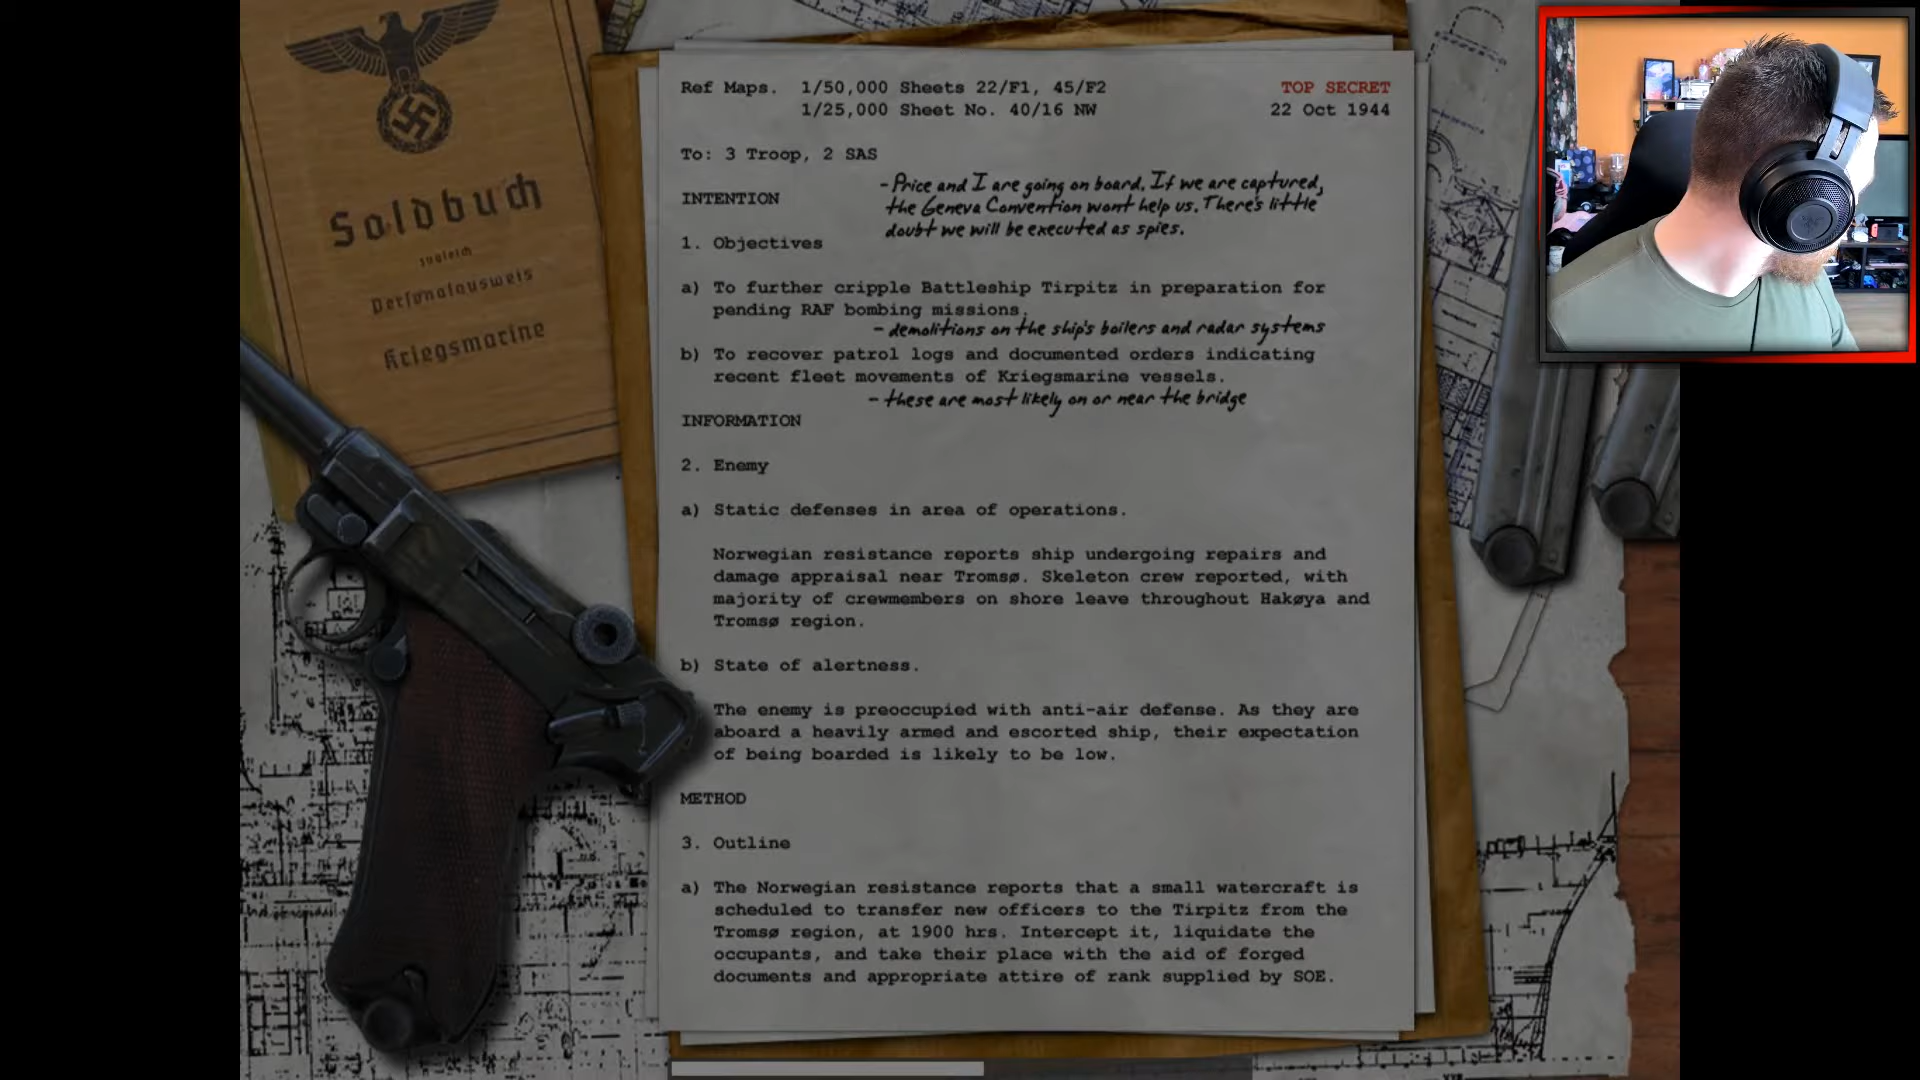 Soldbuch
zugleich
Personalausweis
Kriegsmarine
Ref Maps. 1/50,000 Sheets 22/F1, 45/F2
1/25,000 Sheet No. 40/16 NW
TOP SECRET
22 Oct 1944
To: 3 Troop, 2 SAS
- Price and I are going on board. If we are captured,
the Geneva Convention wont help us. There's little
doubt we will be executed as spies.
INTENTION
1. Objectives
a) To further cripple Battleship Tirpitz in preparation for
pending RAF bombing missions.
- demolitions on the ship's boilers and radar systems
b) To recover patrol logs and documented orders indicating
recent fleet movements of Kriegsmarine vessels.
- these are most likely on or near the bridge
INFORMATION
2. Enemy
a) Static defenses in area of operations.
Norwegian resistance reports ship undergoing repairs and
damage appraisal near Tromsø. Skeleton crew reported, with
majority of crewmembers on shore leave throughout Hakøya and
Tromsø region.
b) State of alertness.
The enemy is preoccupied with anti-air defense. As they are
aboard a heavily armed and escorted ship, their expectation
of being boarded is likely to be low.
METHOD
3. Outline
a) The Norwegian resistance reports that a small watercraft is
scheduled to transfer new officers to the Tirpitz from the
Tromsø region, at 1900 hrs. Intercept it, liquidate the
occupants, and take their place with the aid of forged
documents and appropriate attire of rank supplied by SOE.